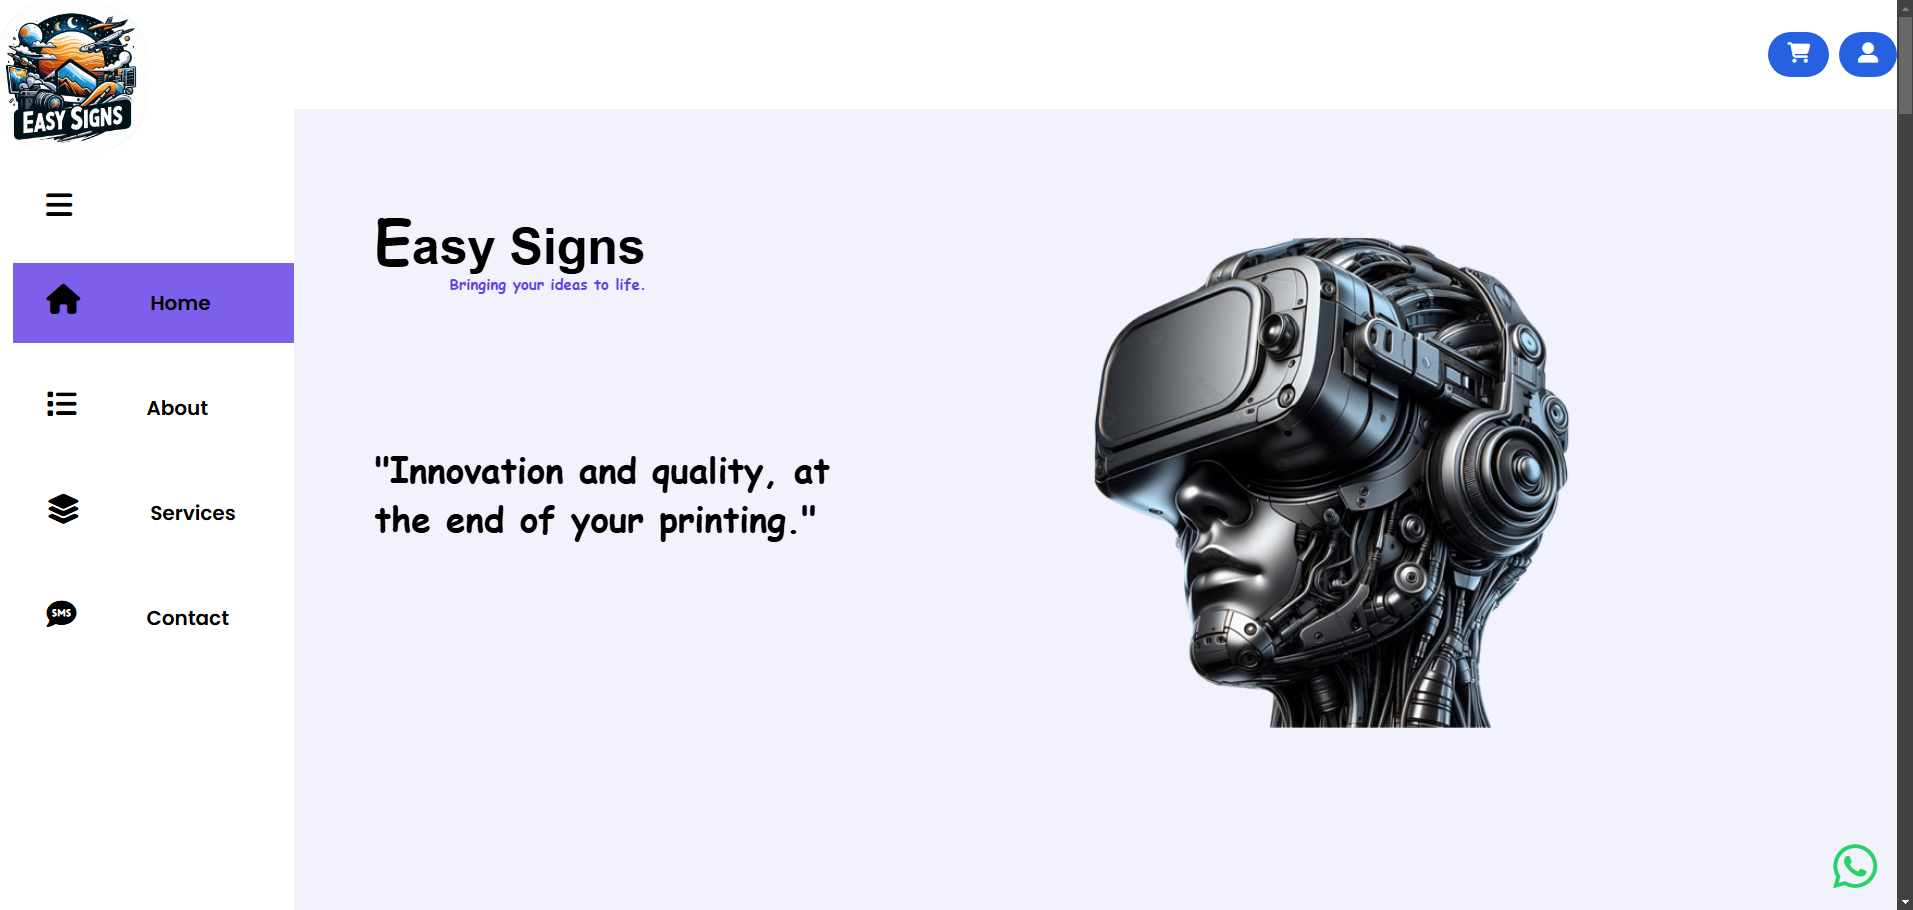 EASY SIGNS
Home
About
Services
SMS
Contact
Easy Signs
Bringing your ideas to life.
"Innovation and quality, at
the end of your printing."